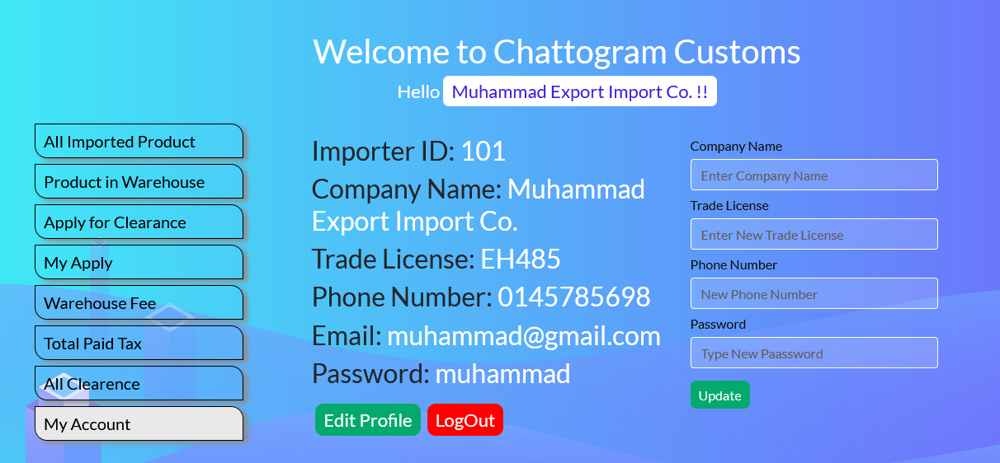 Welcome to Chattogram Customs
Hello Muhammad Export Import Co. !!
All Imported Product
Product in Warehouse
Apply for Clearance
My Apply
Warehouse Fee
Total Paid Tax
All Clearence
My Account
Importer ID: 101
Company Name: Muhammad
Export Import Co.
Trade License: EH485
Phone Number: 0145785698
Email: muhammad@gmail.com
Password: muhammad
Edit Profile LogOut
Company Name
Enter Company Name
Trade License
Enter New Trade License
Phone Number
New Phone Number
Password
Type New Paassword
Update